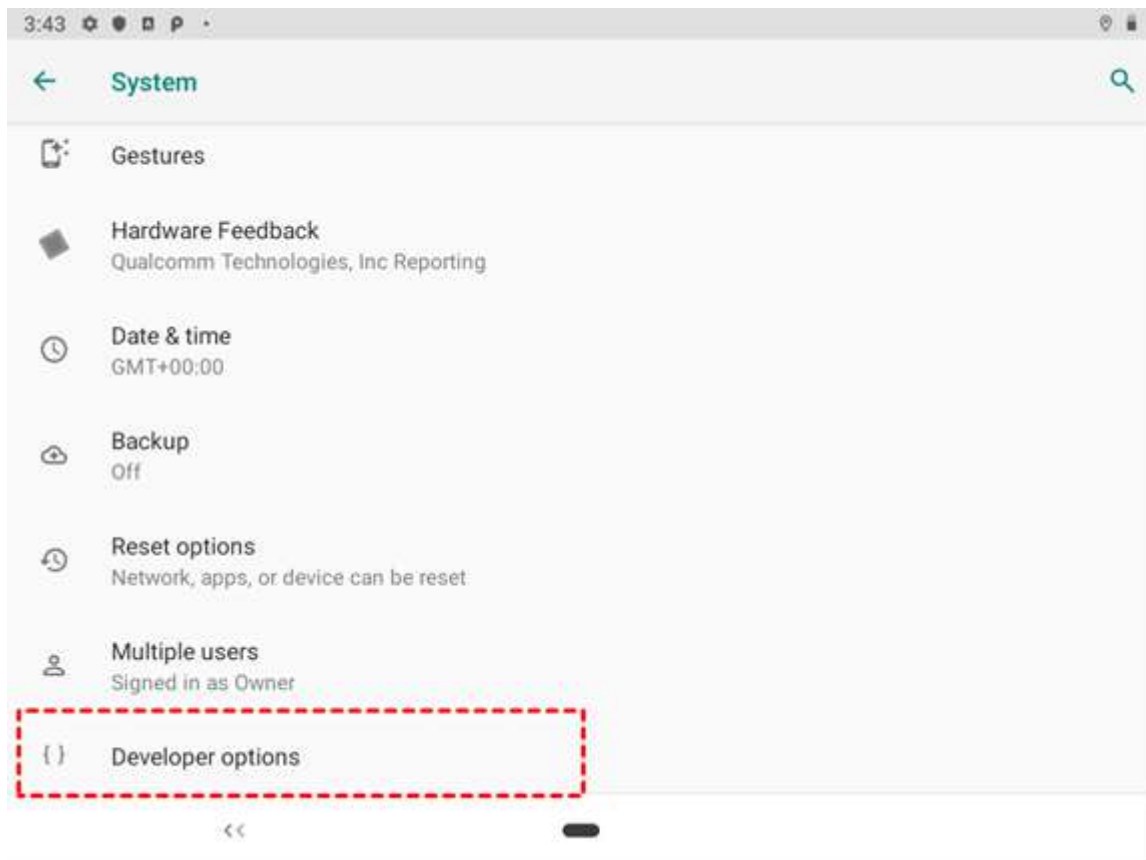 3:43
System
Gestures
Hardware Feedback
Qualcomm Technologies, Inc Reporting
Date & time
GMT+00:00
Backup
Off
Reset options
Network, apps, or device can be reset
Multiple users
Signed in as Owner
{ } Developer options
<<